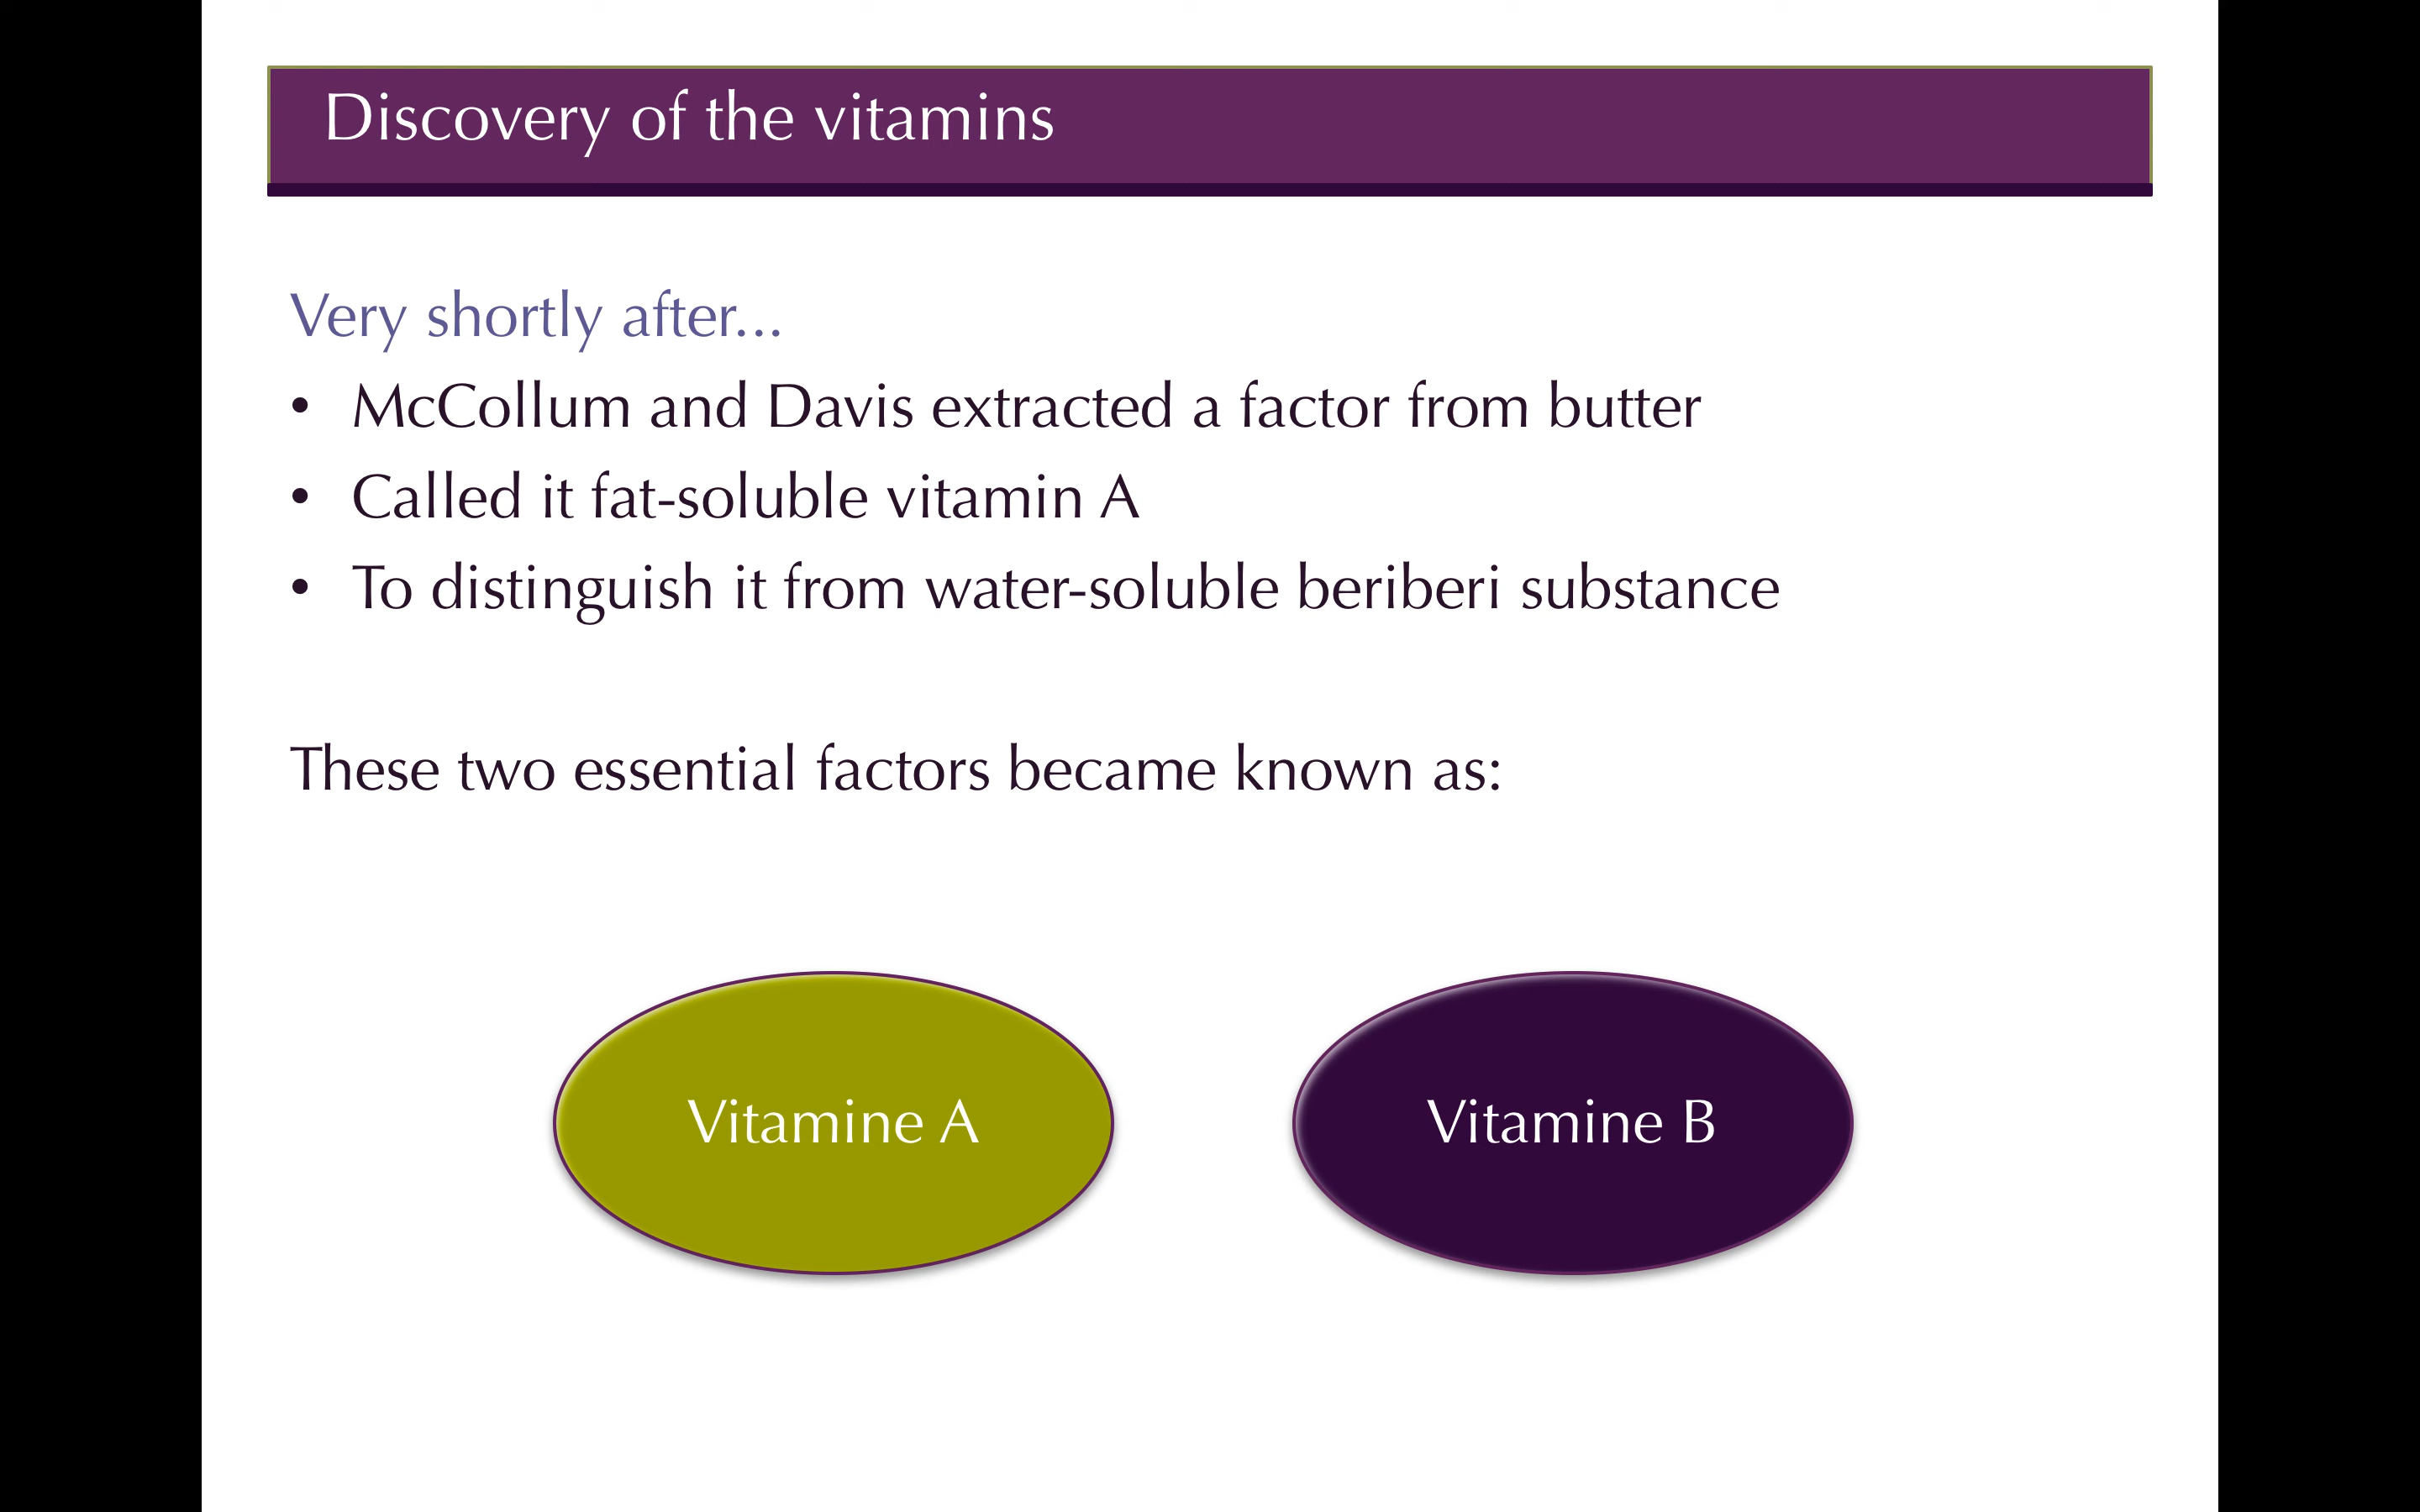 Discovery of the vitamins
Very shortly after...
• McCollum and Davis extracted a factor from butter
• Called it fat-soluble vitamin A
• To distinguish it from water-soluble beriberi substance
These two essential factors became known as:
Vitamine A
Vitamine B